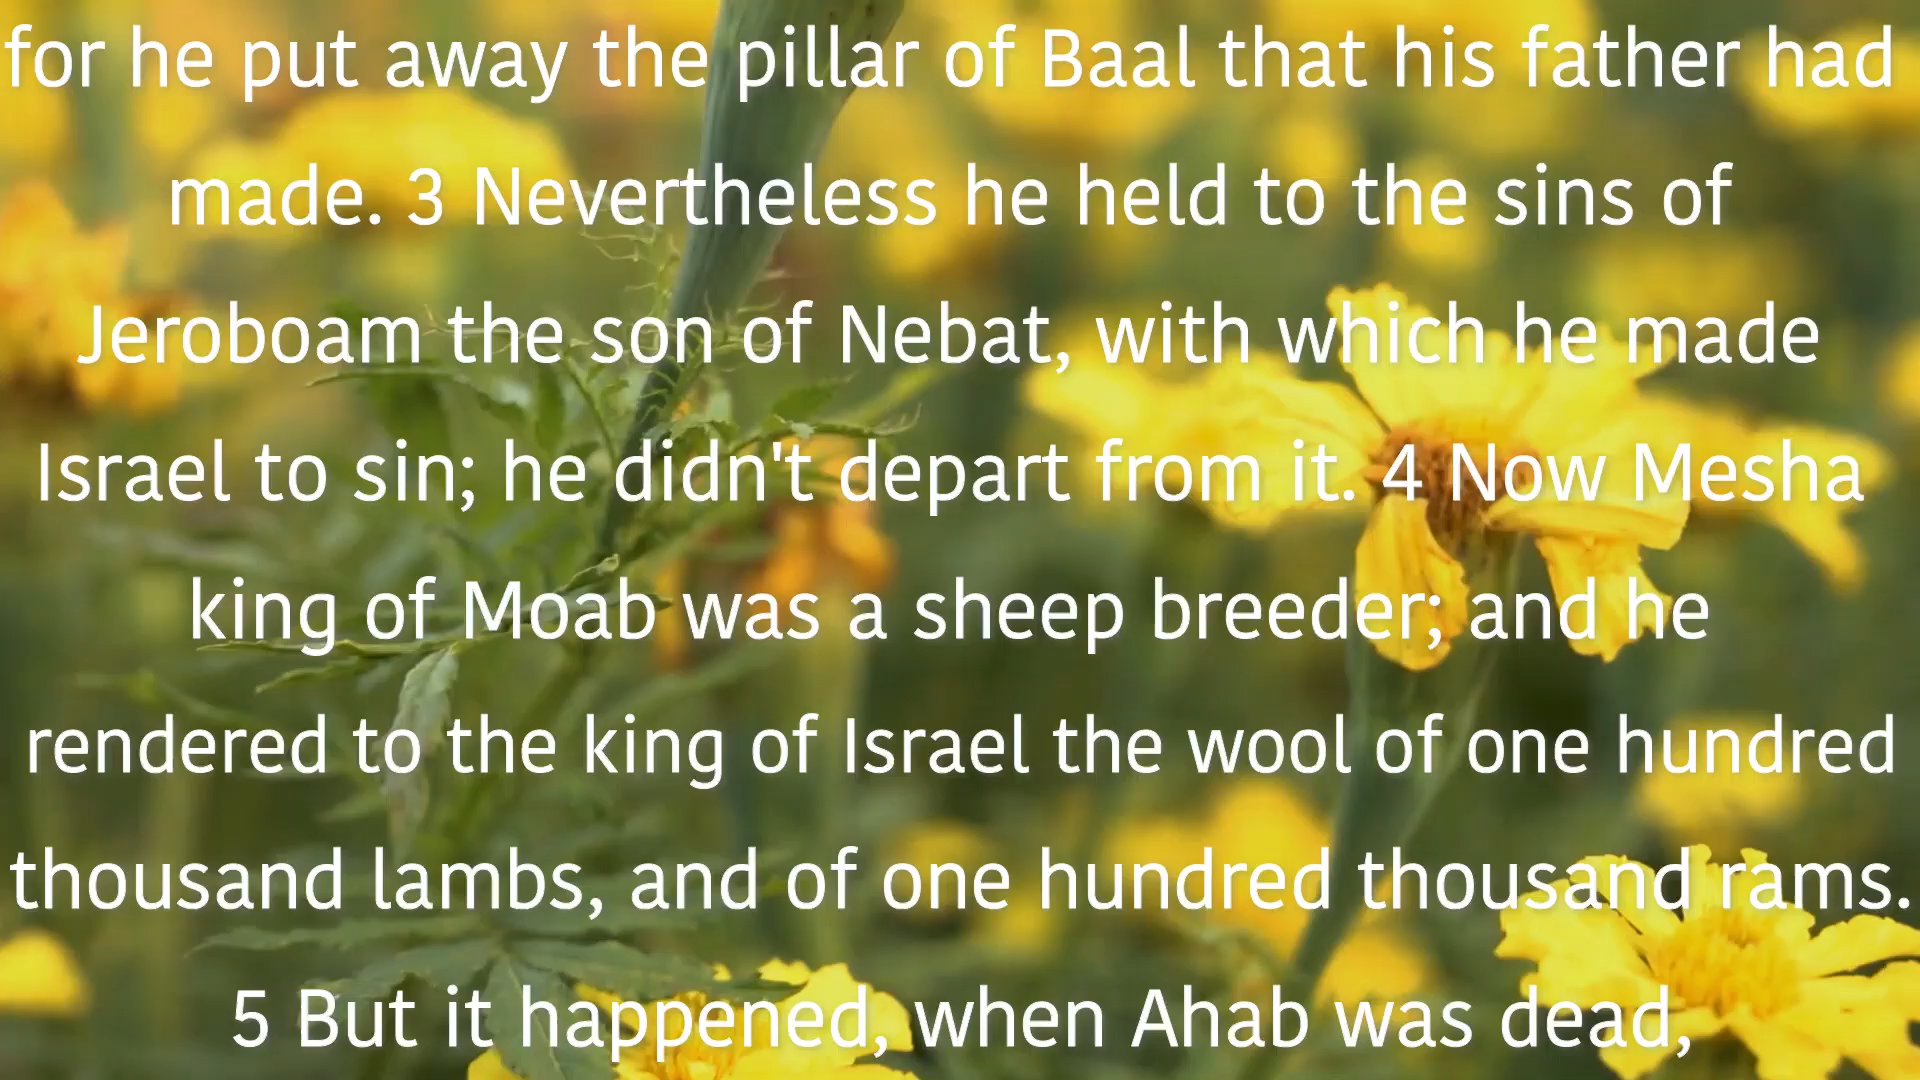 for he put away the pillar of Baal that his father had
made. 3 Nevertheless he held to the sins of
Jeroboam the son of Nebat, with which he made
Israel to sin; he didn't depart from it. 4 Now Mesha
king of Moab was a sheep breeder; and he
rendered to the king of Israel the wool of one hundred
thousand lambs, and of one hundred thousand rams.
5 But it happened, when Ahab was dead,